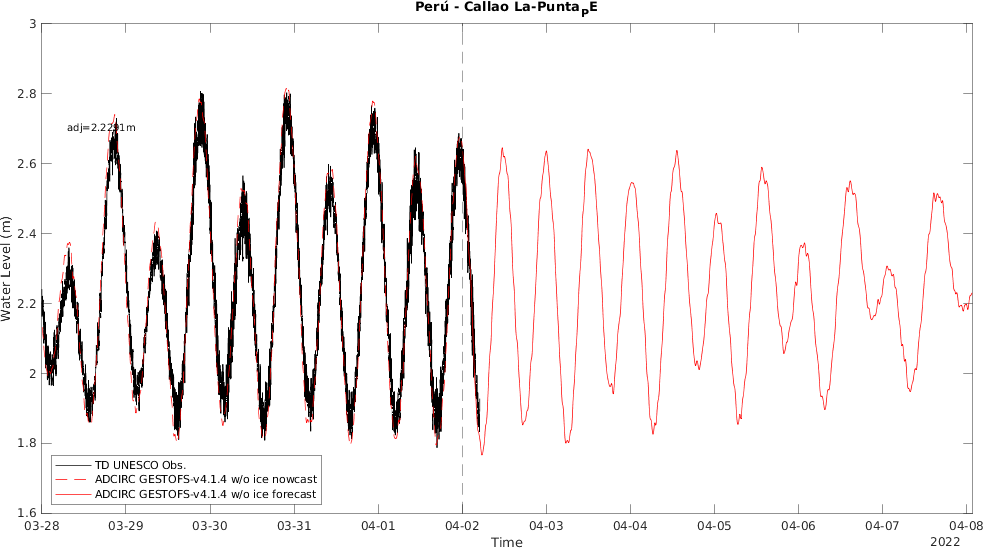 Perú - Callao La-PuntaPE
3
2.8
2.6
2.4
2.2
2
1.8
1.6
Water Level (m)
adj=2.2291m
TD UNESCO Obs.
ADCIRC GESTOFS-v4.1.4 w/o ice nowcast
ADCIRC GESTOFS-v4.1.4 w/o ice forecast
03-28 03-29 03-30 03-31 04-01 04-02 04-03 04-04 04-05 04-06 04-07 04-08
Time
2022